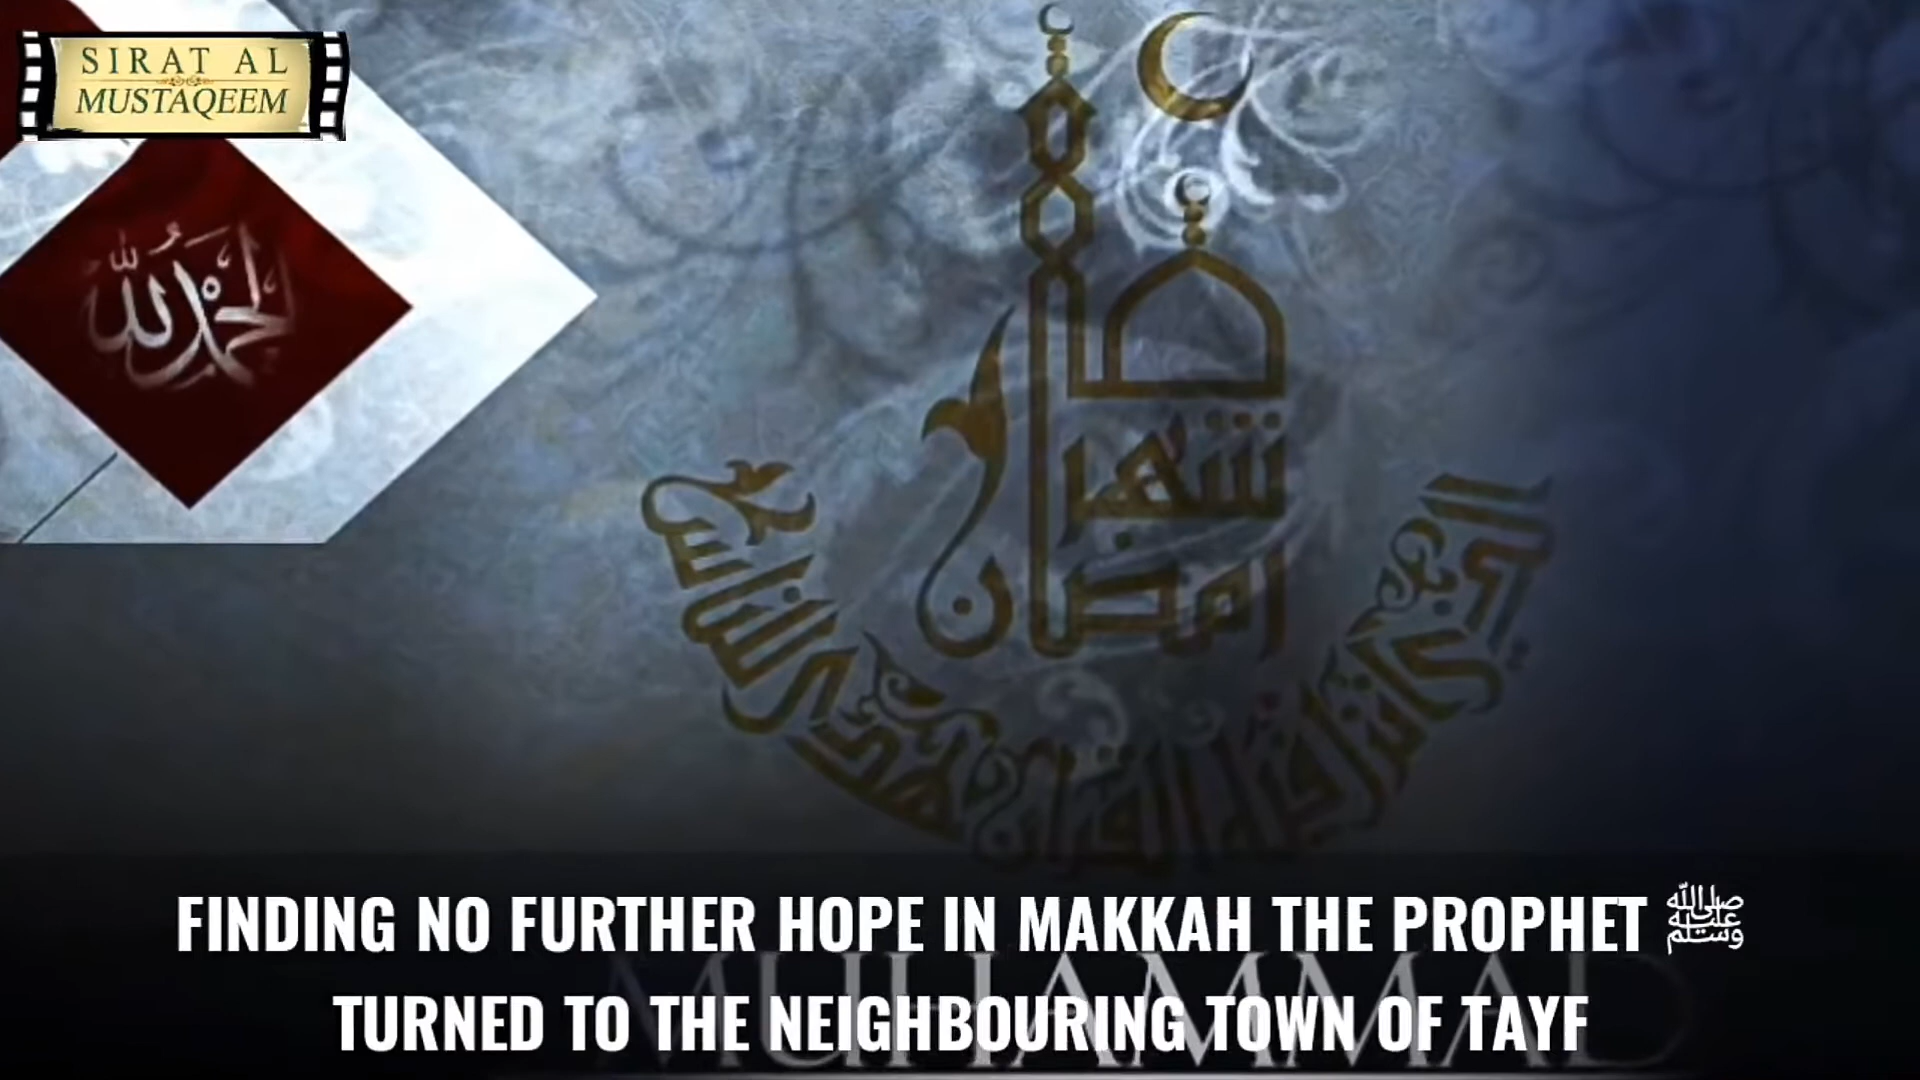 SIRAT AL
MUSTAQEEM
الحمد لله
شهر
رمضان
الذي أنزل فيه القرآن هدى للناس
FINDING NO FURTHER HOPE IN MAKKAH THE PROPHET ﷺ
TURNED TO THE NEIGHBOURING TOWN OF TAYF
MUHAMMAD